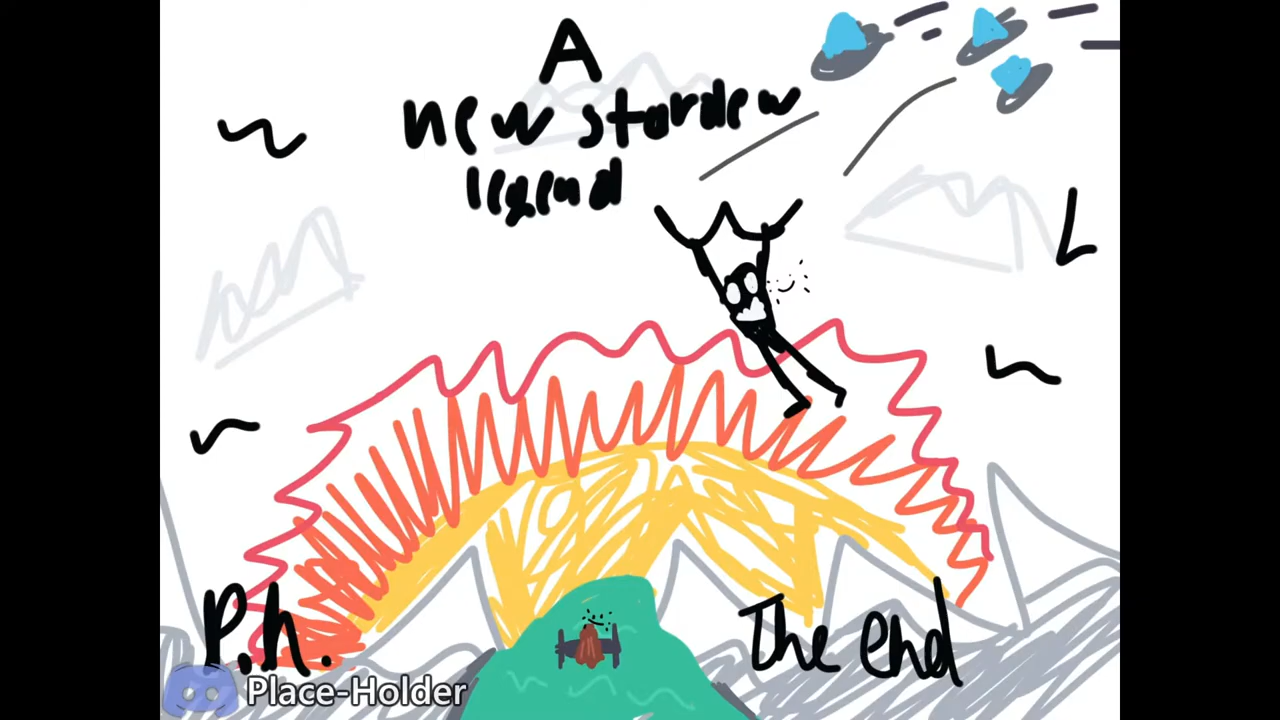 A
new stardew
legend
P.h.
The end
Place-Holder